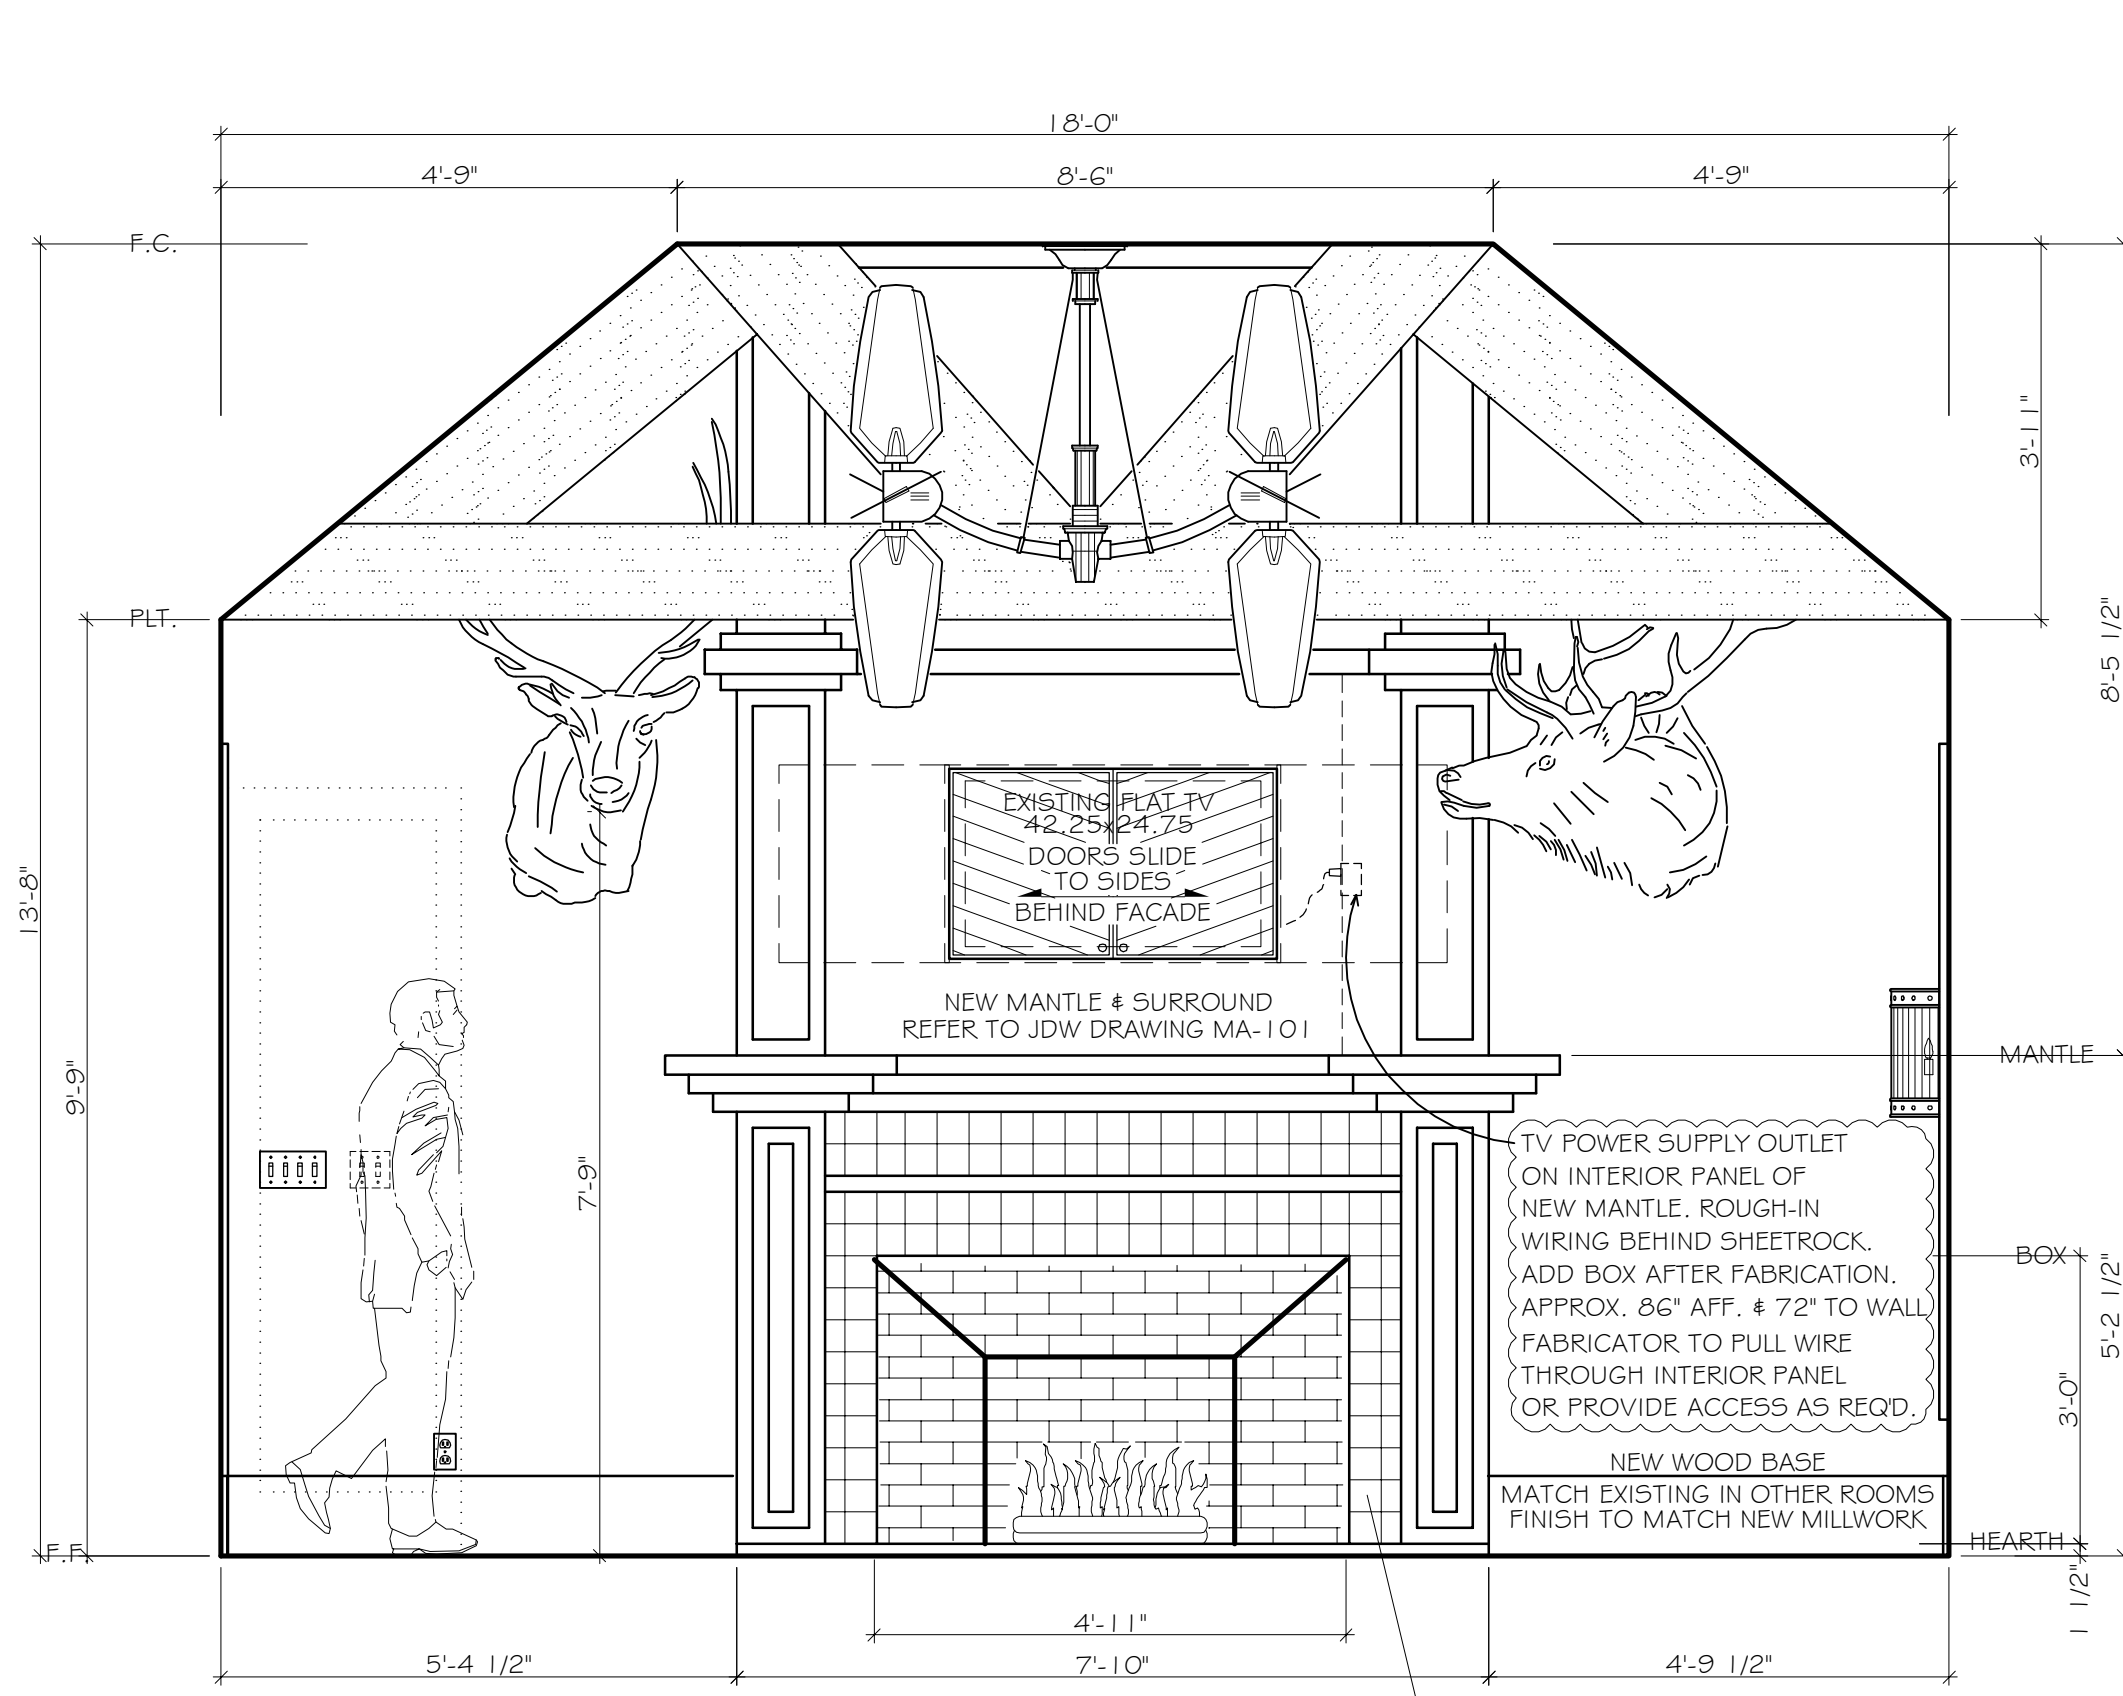 18'-0"
4'-9"
8'-6"
4'-9"
F.C.
3'-11"
PLT.
8'-5 1/2"
EXISTING FLAT TV
42.25x24.75
DOORS SLIDE
TO SIDES
BEHIND FACADE
13'-8"
NEW MANTLE & SURROUND
REFER TO JDW DRAWING MA-101
MANTLE
9'-9"
7'-9"
TV POWER SUPPLY OUTLET
ON INTERIOR PANEL OF
NEW MANTLE. ROUGH-IN
WIRING BEHIND SHEETROCK.
ADD BOX AFTER FABRICATION.
APPROX. 86" AFF. & 72" TO WALL
FABRICATOR TO PULL WIRE
THROUGH INTERIOR PANEL
OR PROVIDE ACCESS AS REQ'D.
BOX
5'-2 1/2"
3'-0"
NEW WOOD BASE
MATCH EXISTING IN OTHER ROOMS
FINISH TO MATCH NEW MILLWORK
HEARTH
F.F.
1 1/2"
4'-11"
5'-4 1/2"
7'-10"
4'-9 1/2"